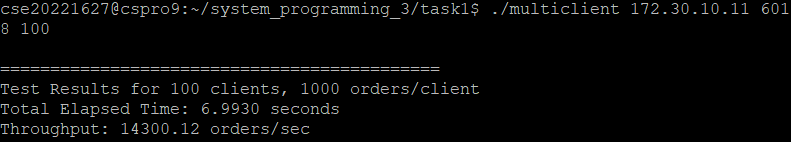 cse20221627@cspro9:~/system_programming_3/task1$ ./multiclient 172.30.10.11 601
8 100
============================================
Test Results for 100 clients, 1000 orders/client
Total Elapsed Time: 6.9930 seconds
Throughput: 14300.12 orders/sec